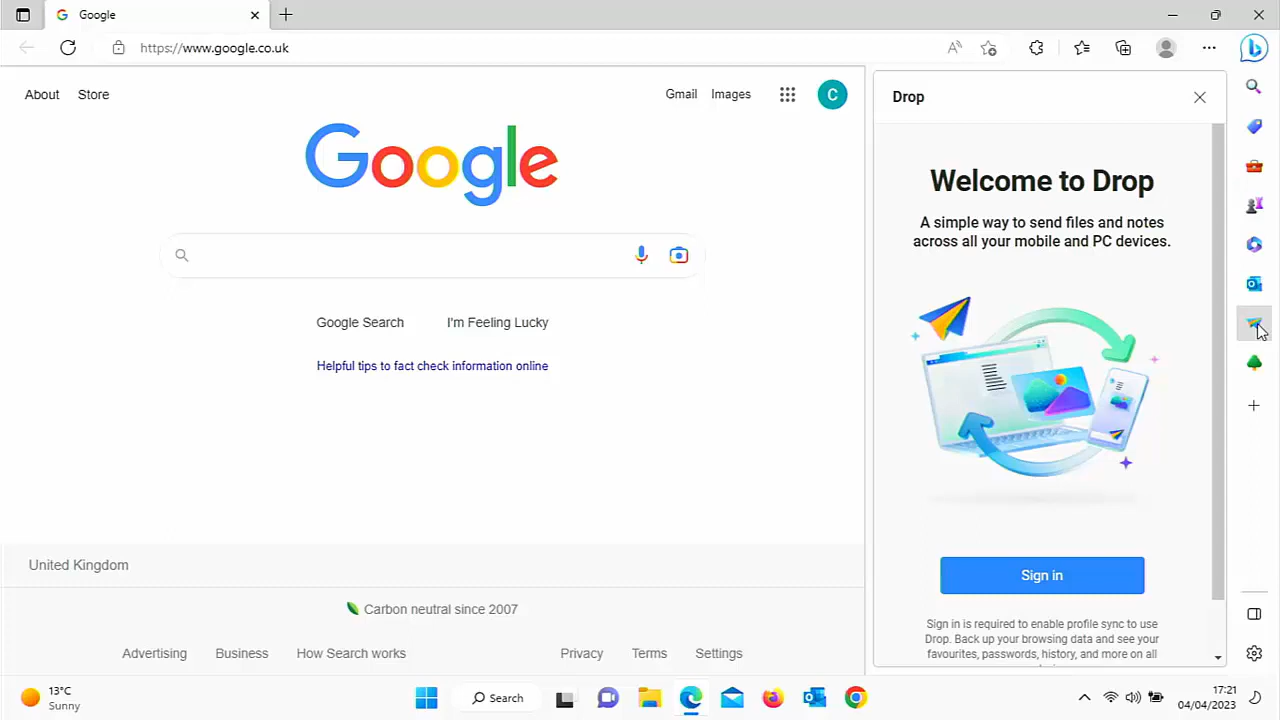 Google
https://www.google.co.uk
About Store
Gmail Images
C
Google
Google Search I'm Feeling Lucky
Helpful tips to fact check information online
United Kingdom
Carbon neutral since 2007
Advertising Business How Search works Privacy Terms Settings
Drop
Welcome to Drop
A simple way to send files and notes
across all your mobile and PC devices.
Sign in
Sign in is required to enable profile sync to use
Drop. Back up your browsing data and see your
favourites, passwords, history, and more on all
13°C
Sunny
Search
17:21
04/04/2023